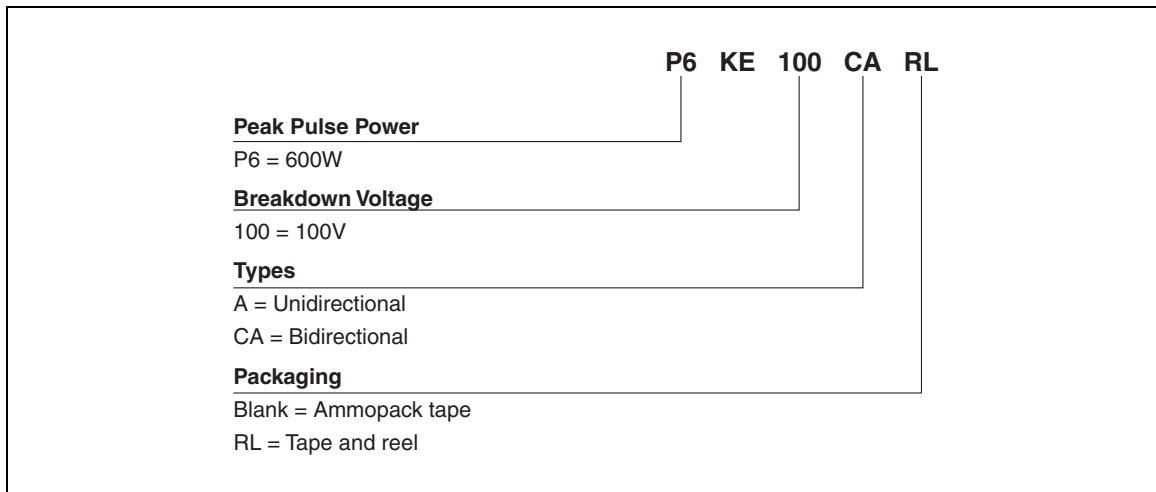 P6 KE 100 CA RL
Peak Pulse Power
P6 = 600W
Breakdown Voltage
100 = 100V
Types
A = Unidirectional
CA = Bidirectional
Packaging
Blank = Ammopack tape
RL = Tape and reel